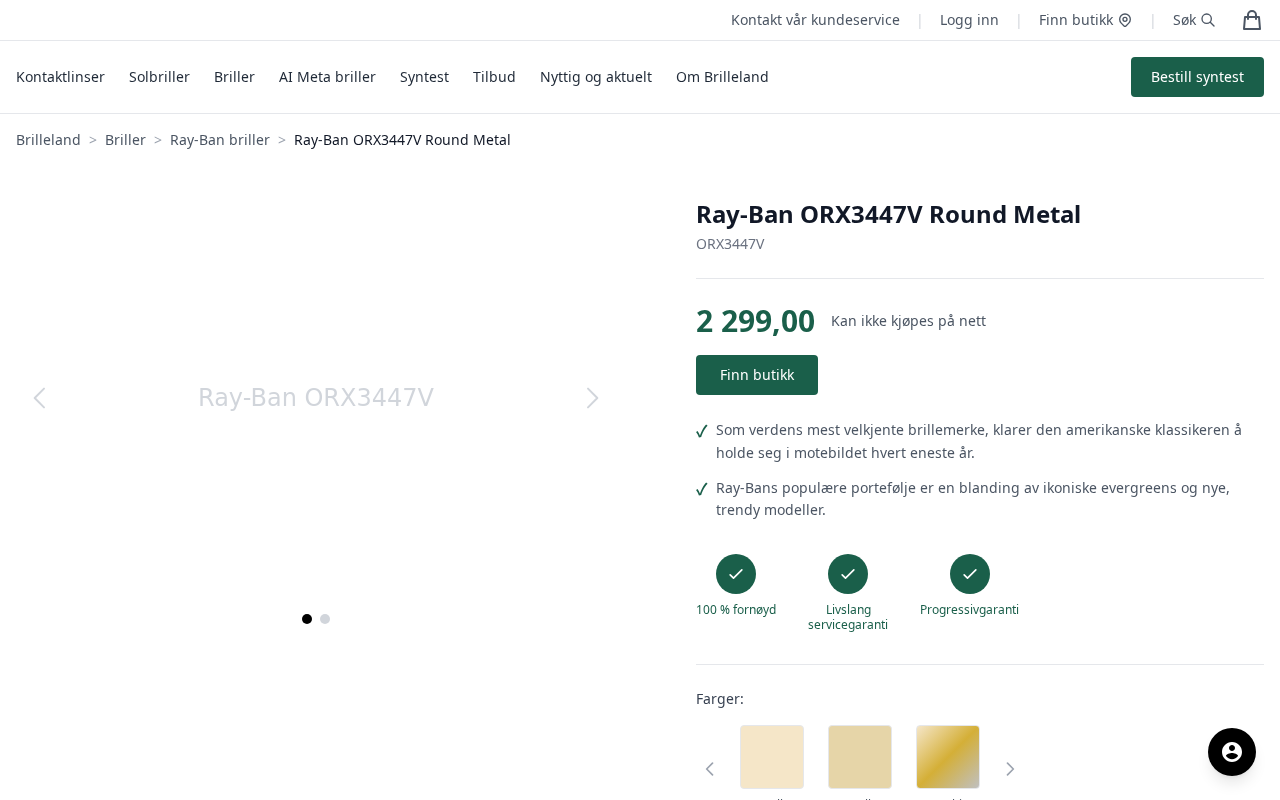 Kontakt vår kundeservice | Logg inn | Finn butikk | Søk
Kontaktlinser Solbriller Briller AI Meta briller Syntest Tilbud Nyttig og aktuelt Om Brilleland Bestill syntest
Brilleland > Briller > Ray-Ban briller > Ray-Ban ORX3447V Round Metal
Ray-Ban ORX3447V
Ray-Ban ORX3447V Round Metal
ORX3447V
2 299,00 Kan ikke kjøpes på nett
Finn butikk
Som verdens mest velkjente brillemerke, klarer den amerikanske klassikeren å
holde seg i motebildet hvert eneste år.
Ray-Bans populære portefølje er en blanding av ikoniske evergreens og nye,
trendy modeller.
100 % fornøyd Livslang Progressivgaranti
servicegaranti
Farger: